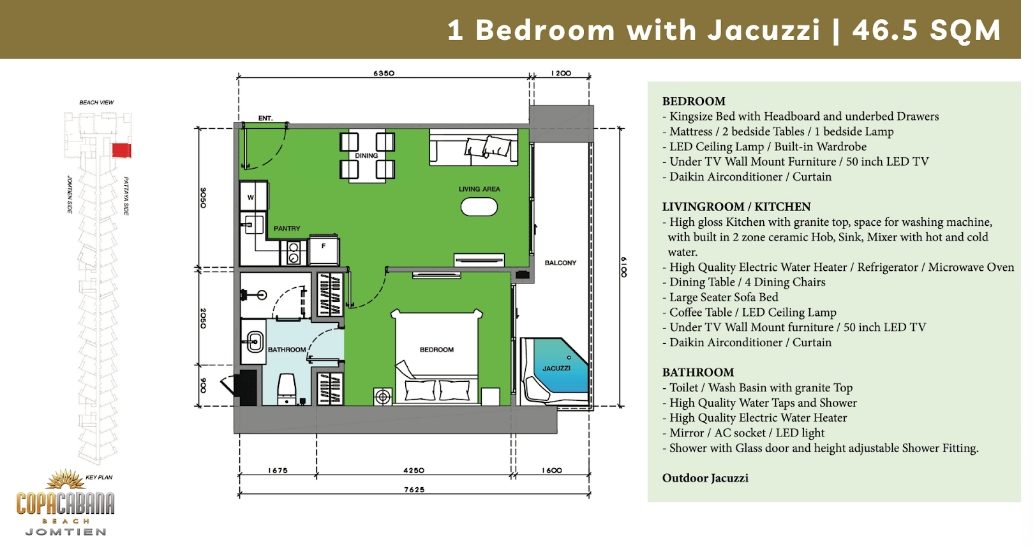 1 Bedroom with Jacuzzi | 46.5 SQM
BEACH VIEW
JOMTIEN SIDE
PATTAYA SIDE
KEY PLAN
COPACABANA
BEACH
JOMTIEN
6350
1200
ENT.
DINING
LIVING AREA
W
PANTRY
F
BALCONY
3050
2050
900
6100
BATHROOM
BEDROOM
JACUZZI
1675
4250
1600
7625
BEDROOM
- Kingsize Bed with Headboard and underbed Drawers
- Mattress / 2 bedside Tables / 1 bedside Lamp
- LED Ceiling Lamp / Built-in Wardrobe
- Under TV Wall Mount Furniture / 50 inch LED TV
- Daikin Airconditioner / Curtain
LIVINGROOM / KITCHEN
- High gloss Kitchen with granite top, space for washing machine,
with built in 2 zone ceramic Hob, Sink, Mixer with hot and cold
water.
- High Quality Electric Water Heater / Refrigerator / Microwave Oven
- Dining Table / 4 Dining Chairs
- Large Seater Sofa Bed
- Coffee Table / LED Ceiling Lamp
- Under TV Wall Mount furniture / 50 inch LED TV
- Daikin Airconditioner / Curtain
BATHROOM
- Toilet / Wash Basin with granite Top
- High Quality Water Taps and Shower
- High Quality Electric Water Heater
- Mirror / AC socket / LED light
- Shower with Glass door and height adjustable Shower Fitting.
Outdoor Jacuzzi